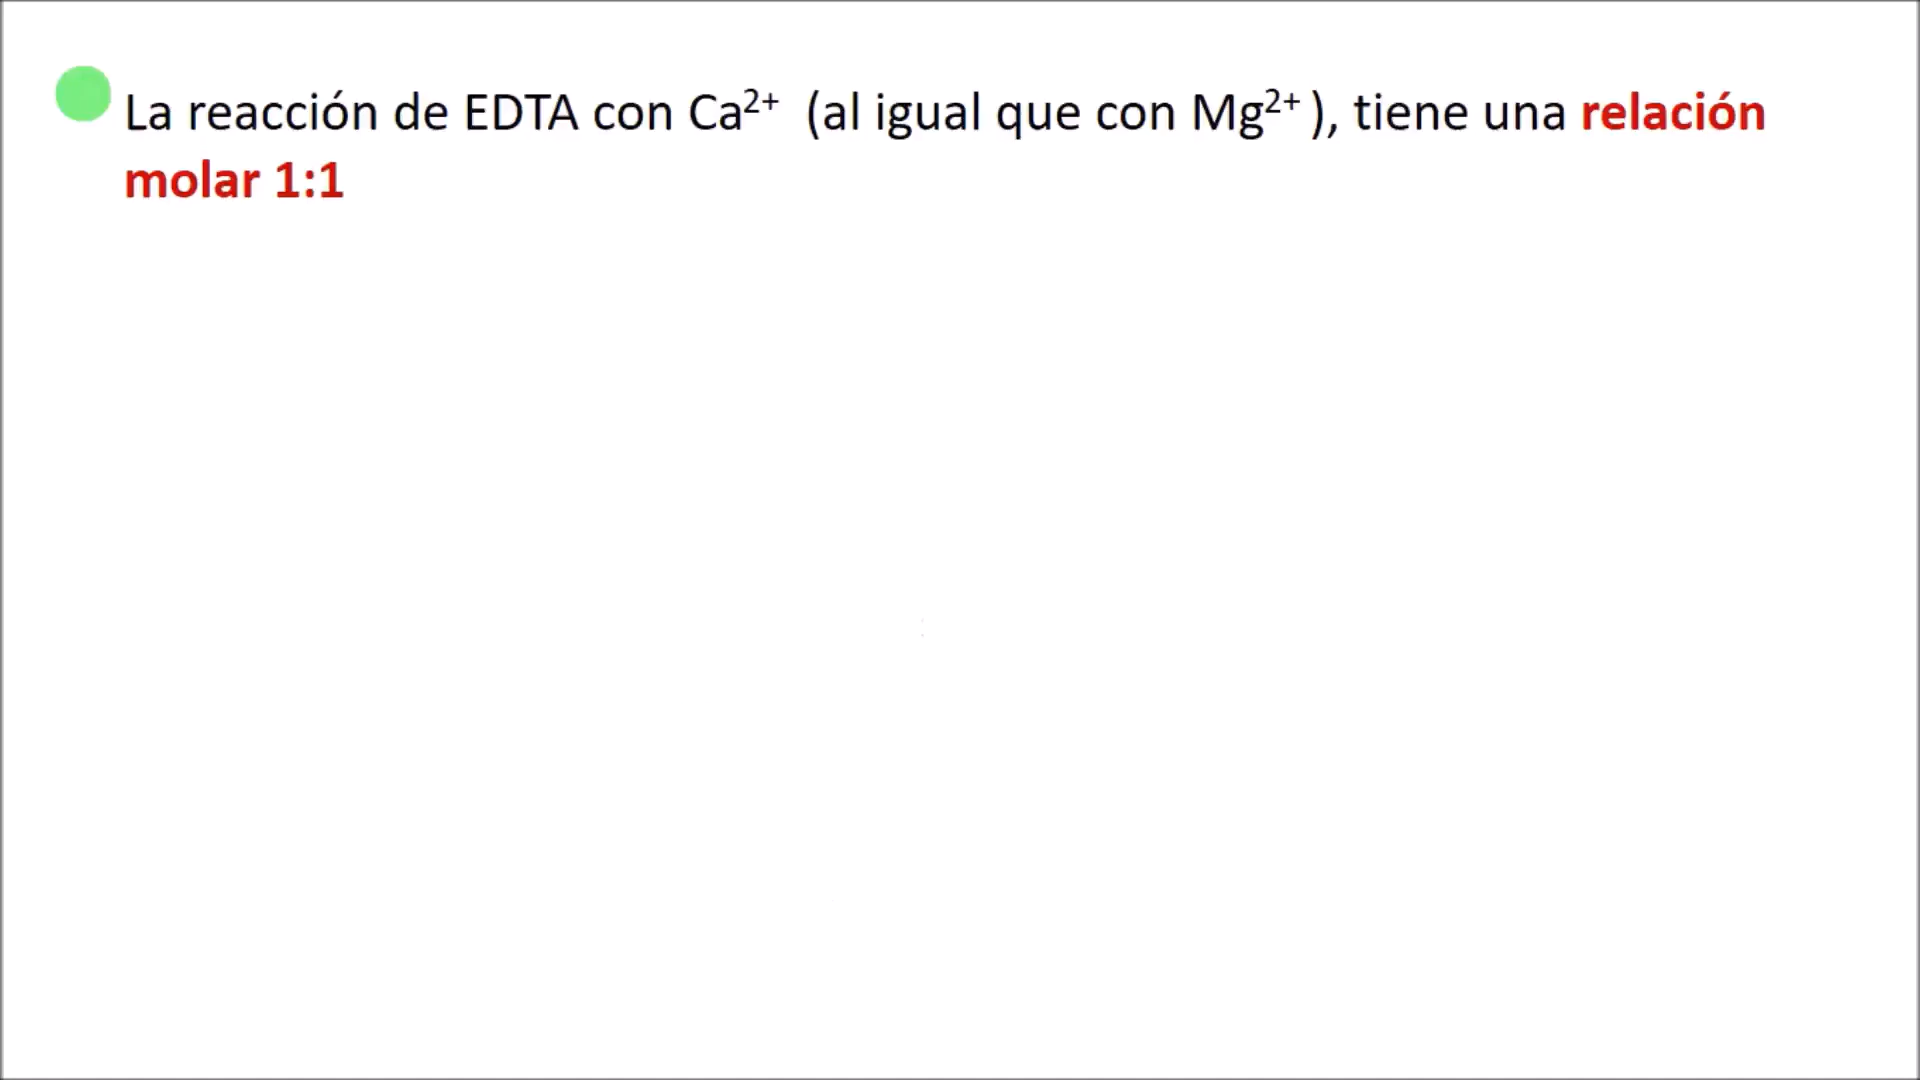 La reacción de EDTA con Ca²⁺ (al igual que con Mg²⁺ ), tiene una relación
molar 1:1